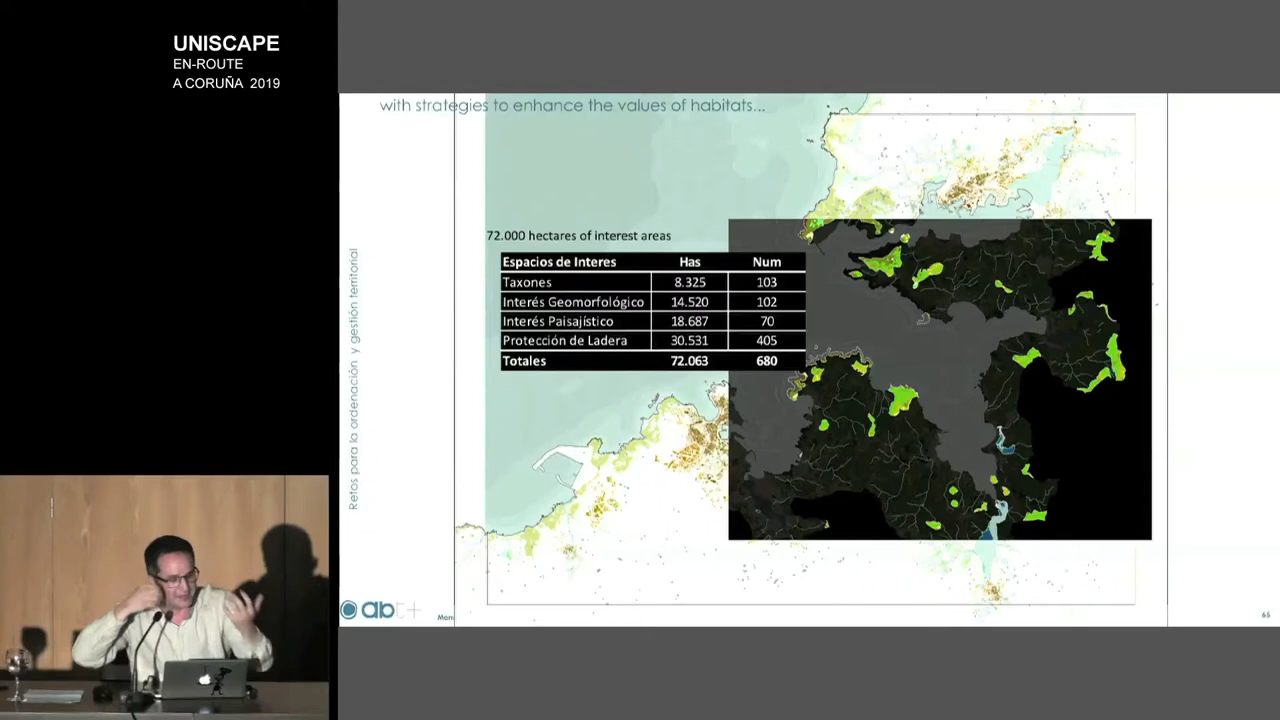 UNISCAPE
EN-ROUTE
A CORUÑA 2019
with strategies to enhance the values of habitats...
72.000 hectares of interest areas
Espacios de Interes Has Num
Taxones 8.325 103
Interés Geomorfológico 14.520 102
Interés Paisajístico 18.687 70
Protección de Ladera 30.531 405
Totales 72.063 680
Retos para la ordenación y gestión territorial
abt+